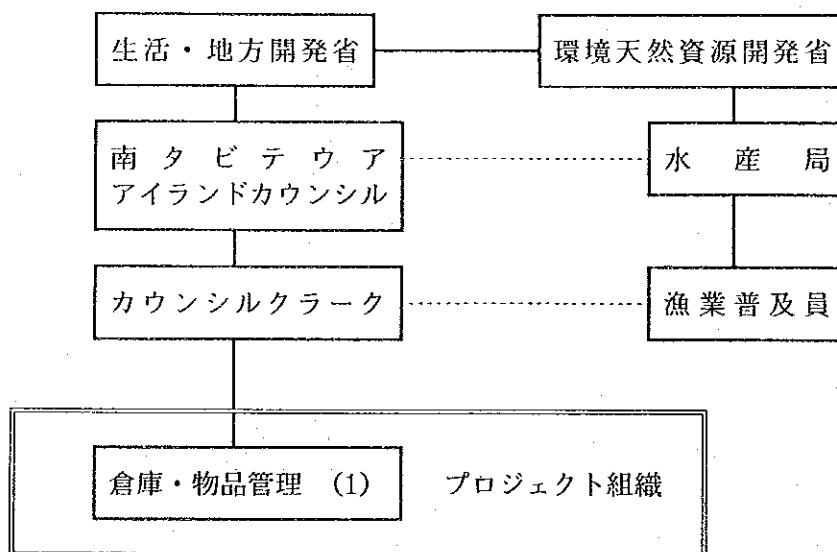 生活・地方開発省
環境天然資源開発省
南タビテウア
アイランドカウンシル
水産局
カウンシルクラーク
漁業普及員
倉庫・物品管理 (1)
プロジェクト組織